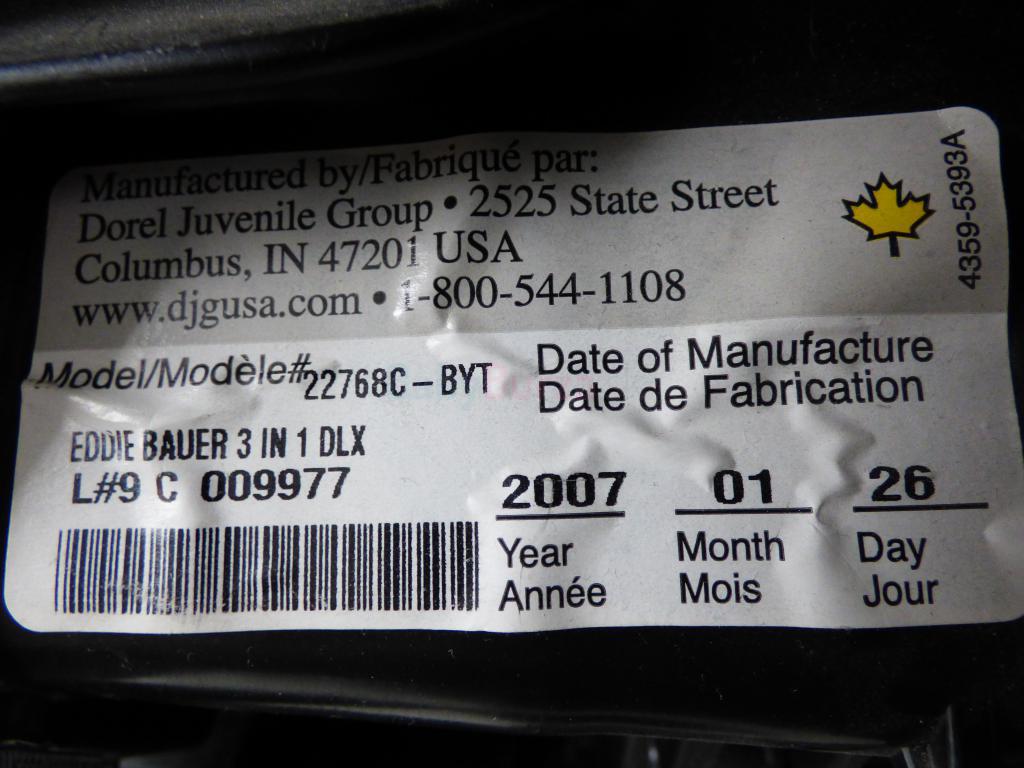 Manufactured by/Fabriqué par:
Dorel Juvenile Group • 2525 State Street
Columbus, IN 47201 USA
www.djgusa.com • 1-800-544-1108
4359-5393A
Model/Modèle# 22768C-BYT
EDDIE BAUER 3 IN 1 DLX
L#9 C 009977
Date of Manufacture
Date de Fabrication
2007 01 26
Year Month Day
Année Mois Jour